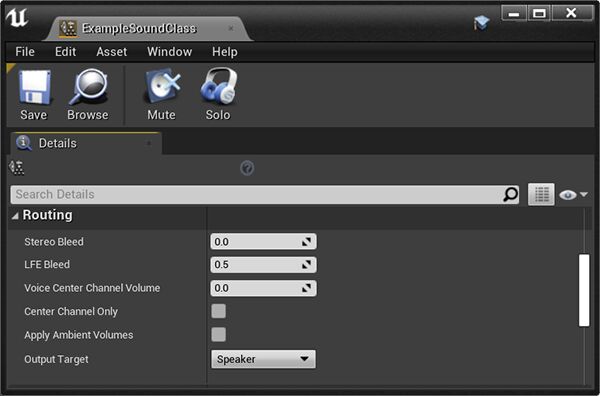 ExampleSoundClass
File Edit Asset Window Help
Save Browse Mute Solo
Details
Search Details
Routing
Stereo Bleed 0.0
LFE Bleed 0.5
Voice Center Channel Volume 0.0
Center Channel Only
Apply Ambient Volumes
Output Target Speaker